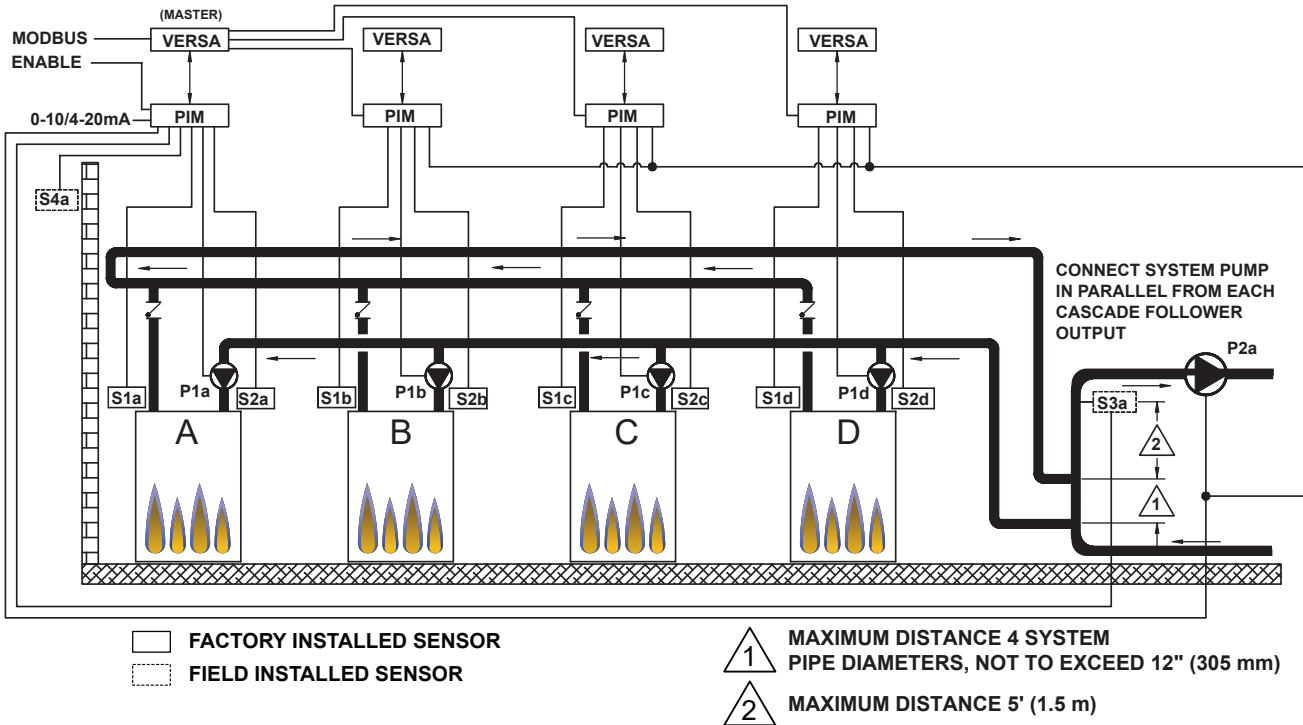 (MASTER)
MODBUS
VERSA
VERSA
VERSA
VERSA
ENABLE
0-10/4-20mA
PIM
PIM
PIM
PIM
S4a
CONNECT SYSTEM PUMP
IN PARALLEL FROM EACH
CASCADE FOLLOWER
OUTPUT
P2a
S1a
P1a
S2a
S1b
P1b
S2b
S1c
P1c
S2c
S1d
P1d
S2d
S3a
A
B
C
D
2
1
FACTORY INSTALLED SENSOR
FIELD INSTALLED SENSOR
1
MAXIMUM DISTANCE 4 SYSTEM
PIPE DIAMETERS, NOT TO EXCEED 12" (305 mm)
2
MAXIMUM DISTANCE 5' (1.5 m)